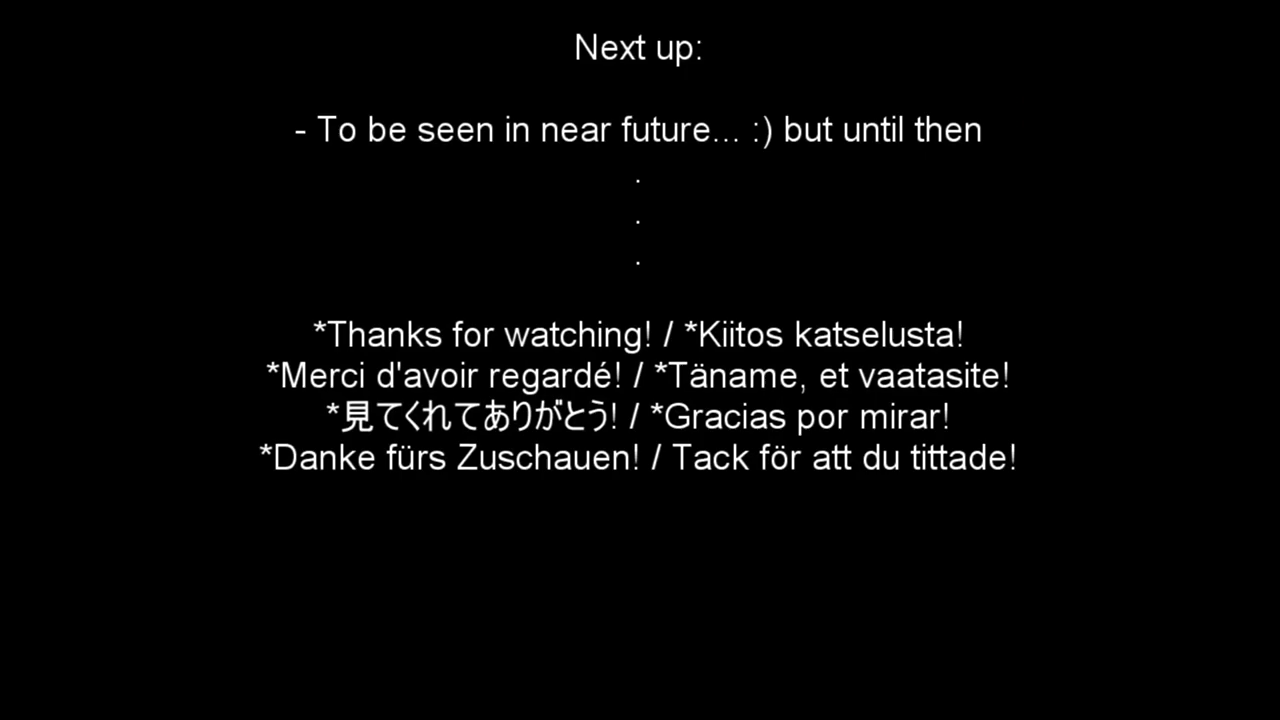 Next up:
- To be seen in near future... :) but until then
.
.
.
*Thanks for watching! / *Kiitos katselusta!
*Merci d'avoir regardé! / *Täname, et vaatasite!
*見てくれてありがとう! / *Gracias por mirar!
*Danke fürs Zuschauen! / Tack för att du tittade!